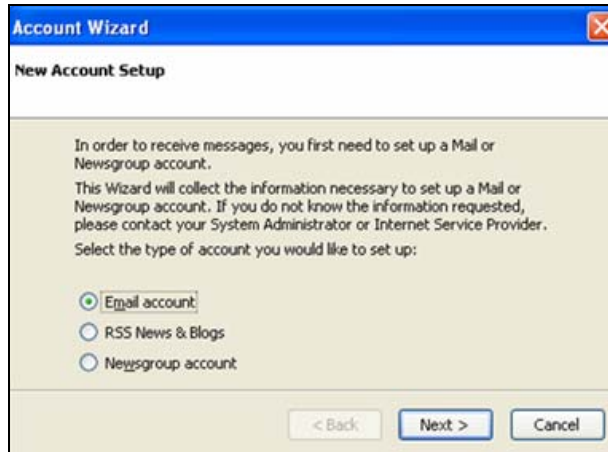 Account Wizard
New Account Setup
In order to receive messages, you first need to set up a Mail or
Newsgroup account.
This Wizard will collect the information necessary to set up a Mail or
Newsgroup account. If you do not know the information requested,
please contact your System Administrator or Internet Service Provider.
Select the type of account you would like to set up:
Email account
RSS News & Blogs
Newsgroup account
< Back Next > Cancel